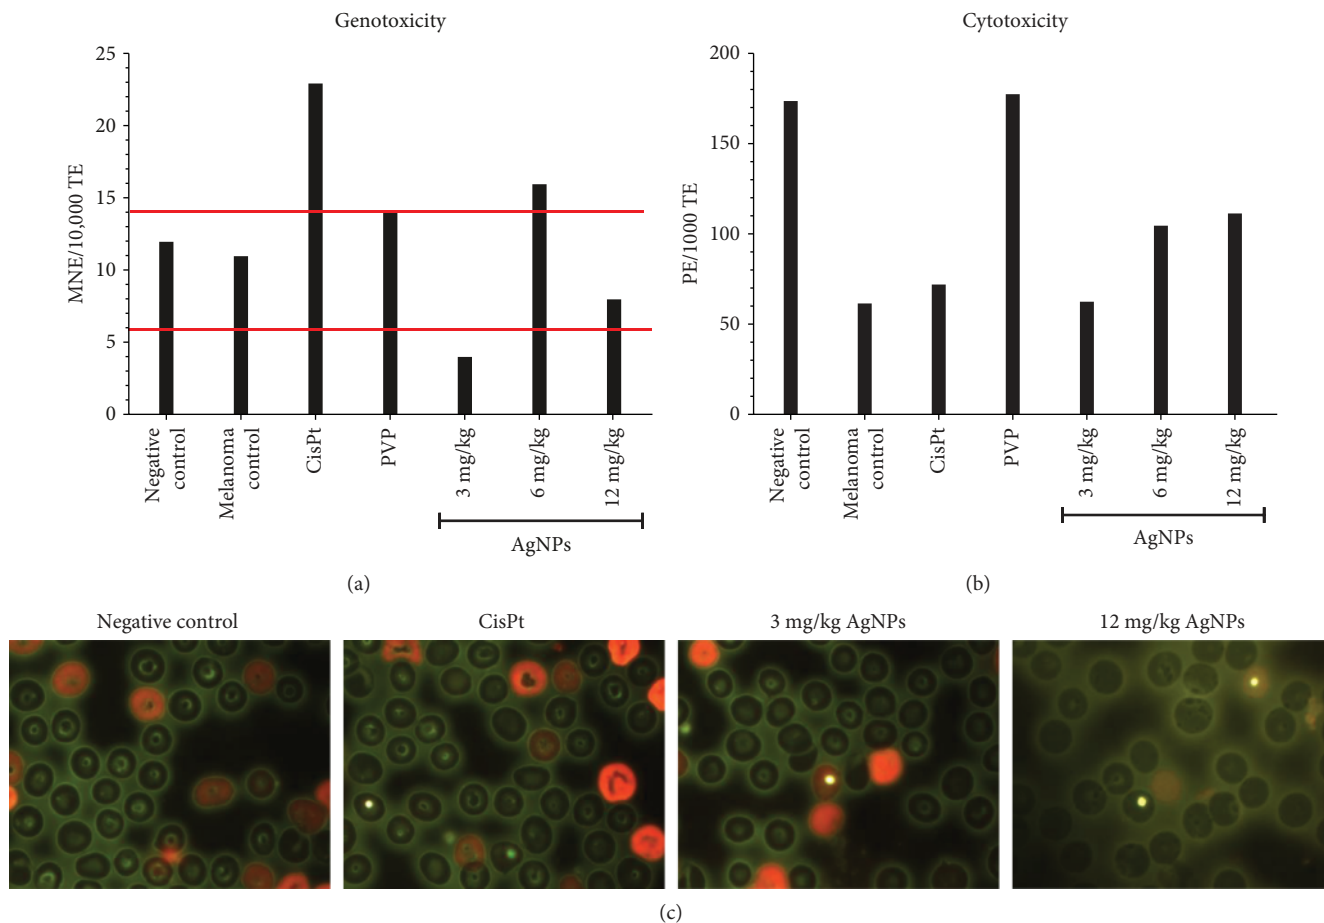 Genotoxicity
MNE/10,000 TE
25
20
15
10
5
0
Negative
control
Melanoma
control
CisPt
PVP
3 mg/kg
6 mg/kg
12 mg/kg
AgNPs
(a)
Cytotoxicity
PE/1000 TE
200
150
100
50
0
Negative
control
Melanoma
control
CisPt
PVP
3 mg/kg
6 mg/kg
12 mg/kg
AgNPs
(b)
Negative control
CisPt
3 mg/kg AgNPs
12 mg/kg AgNPs
(c)